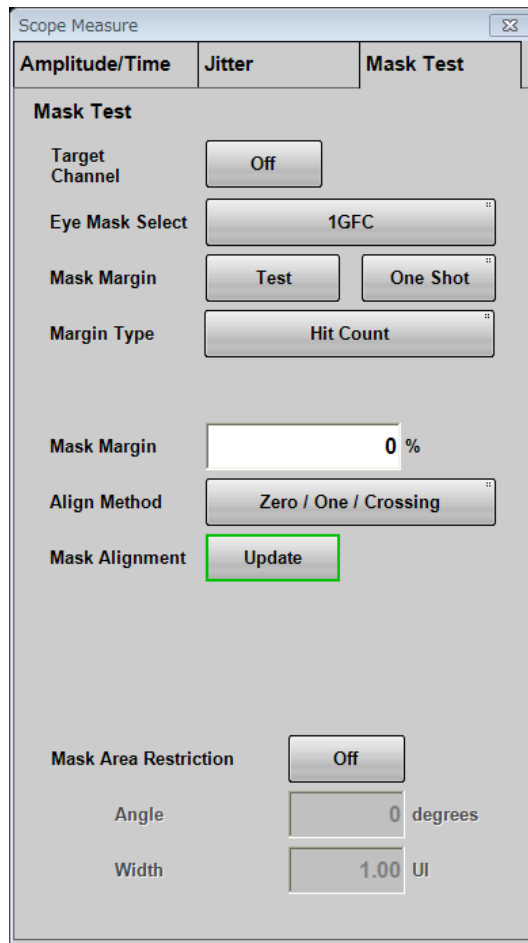 Scope Measure
Amplitude/Time Jitter Mask Test
Mask Test
Target
Channel
Off
Eye Mask Select 1GFC
Mask Margin Test One Shot
Margin Type Hit Count
Mask Margin 0 %
Align Method Zero / One / Crossing
Mask Alignment Update
Mask Area Restriction Off
Angle 0 degrees
Width 1.00 UI